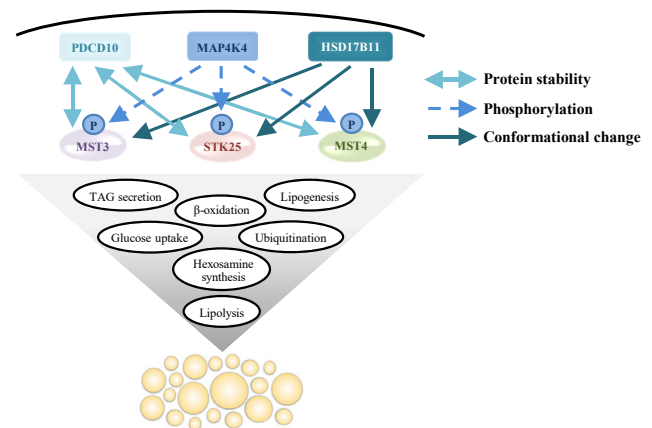 PDCD10
MAP4K4
HSD17B11
Protein stability
Phosphorylation
Conformational change
P
P
P
MST3
STK25
MST4
TAG secretion
Lipogenesis
β-oxidation
Glucose uptake
Ubiquitination
Hexosamine
synthesis
Lipolysis